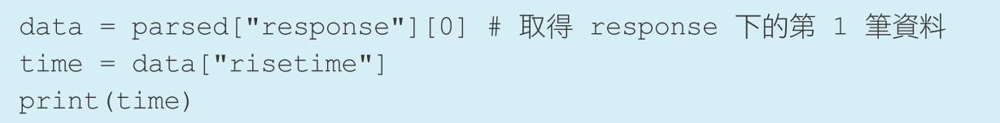 data = parsed["response"][0] # 取得 response 下的第 1 筆資料
time = data["risetime"]
print(time)